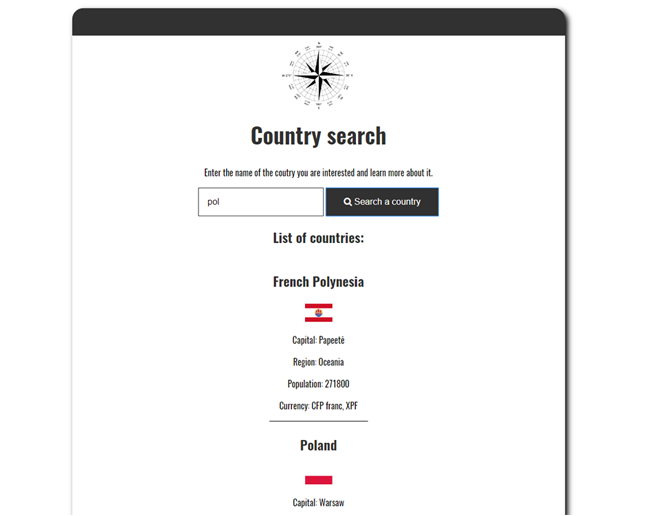 Country search
Enter the name of the coutry you are interested and learn more about it.
pol
Search a country
List of countries:
French Polynesia
Capital: Papeetē
Region: Oceania
Population: 271800
Currency: CFP franc, XPF
Poland
Capital: Warsaw